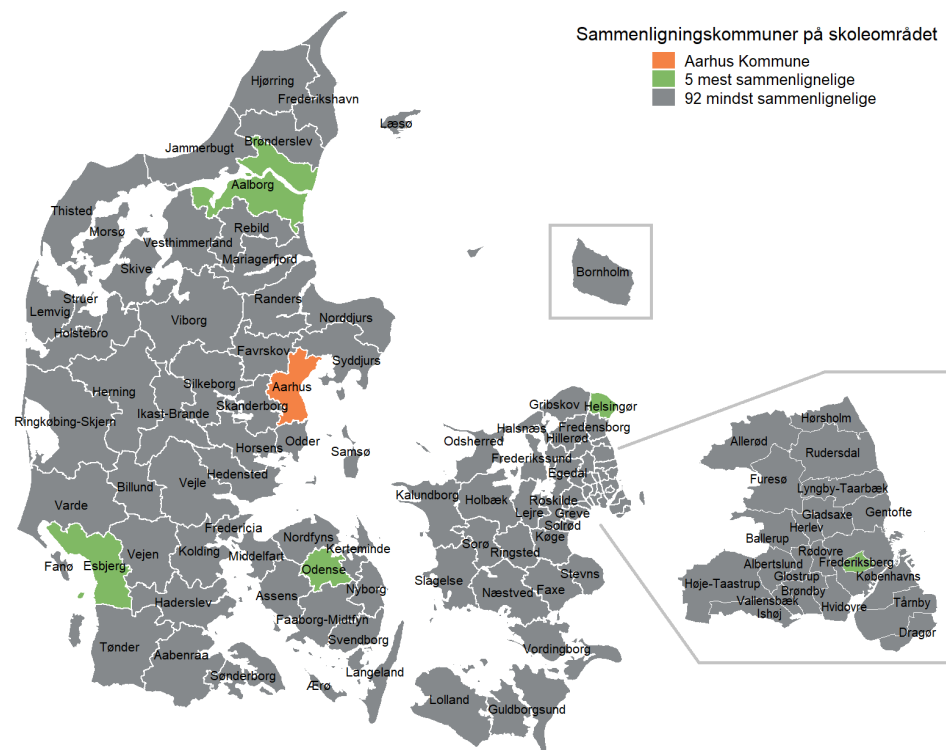 Sammenligningskommuner på skoleområdet
Aarhus Kommune
5 mest sammenlignelige
92 mindst sammenlignelige
Hjørring
Frederikshavn
Læsø
Brønderslev
Jammerbugt
Aalborg
Thisted
Morsø
Rebild
Vesthimmerland
Mariagerfjord
Skive
Bornholm
Struer
Lemvig
Randers
Viborg
Norddjurs
Holstebro
Favrskov
Syddjurs
Silkeborg
Aarhus
Herning
Skanderborg
Ikast-Brande
Ringkøbing-Skjern
Odder
Horsens
Samsø
Hedensted
Billund
Vejle
Varde
Fredericia
Vejen
Kolding
Esbjerg
Fanø
Haderslev
Tønder
Aabenraa
Sønderborg
Nordfyns
Middelfart
Kerteminde
Odense
Nyborg
Assens
Faaborg-Midtfyn
Svendborg
Langeland
Ærø
Gribskov
Helsingør
Halsnæs
Fredensborg
Hillerød
Odsherred
Frederikssund
Egedal
Kalundborg
Holbæk
Roskilde
Lejre
Greve
Solrød
Køge
Sorø
Ringsted
Stevns
Slagelse
Næstved
Faxe
Vordingborg
Lolland
Guldborgsund
Hørsholm
Allerød
Rudersdal
Furesø
Lyngby-Taarbæk
Gladsaxe
Gentofte
Herlev
Ballerup
Rødovre
Albertslund
Frederiksberg
Høje-Taastrup
Glostrup
Københavns
Brøndby
Vallensbæk
Hvidovre
Ishøj
Tårnby
Dragør